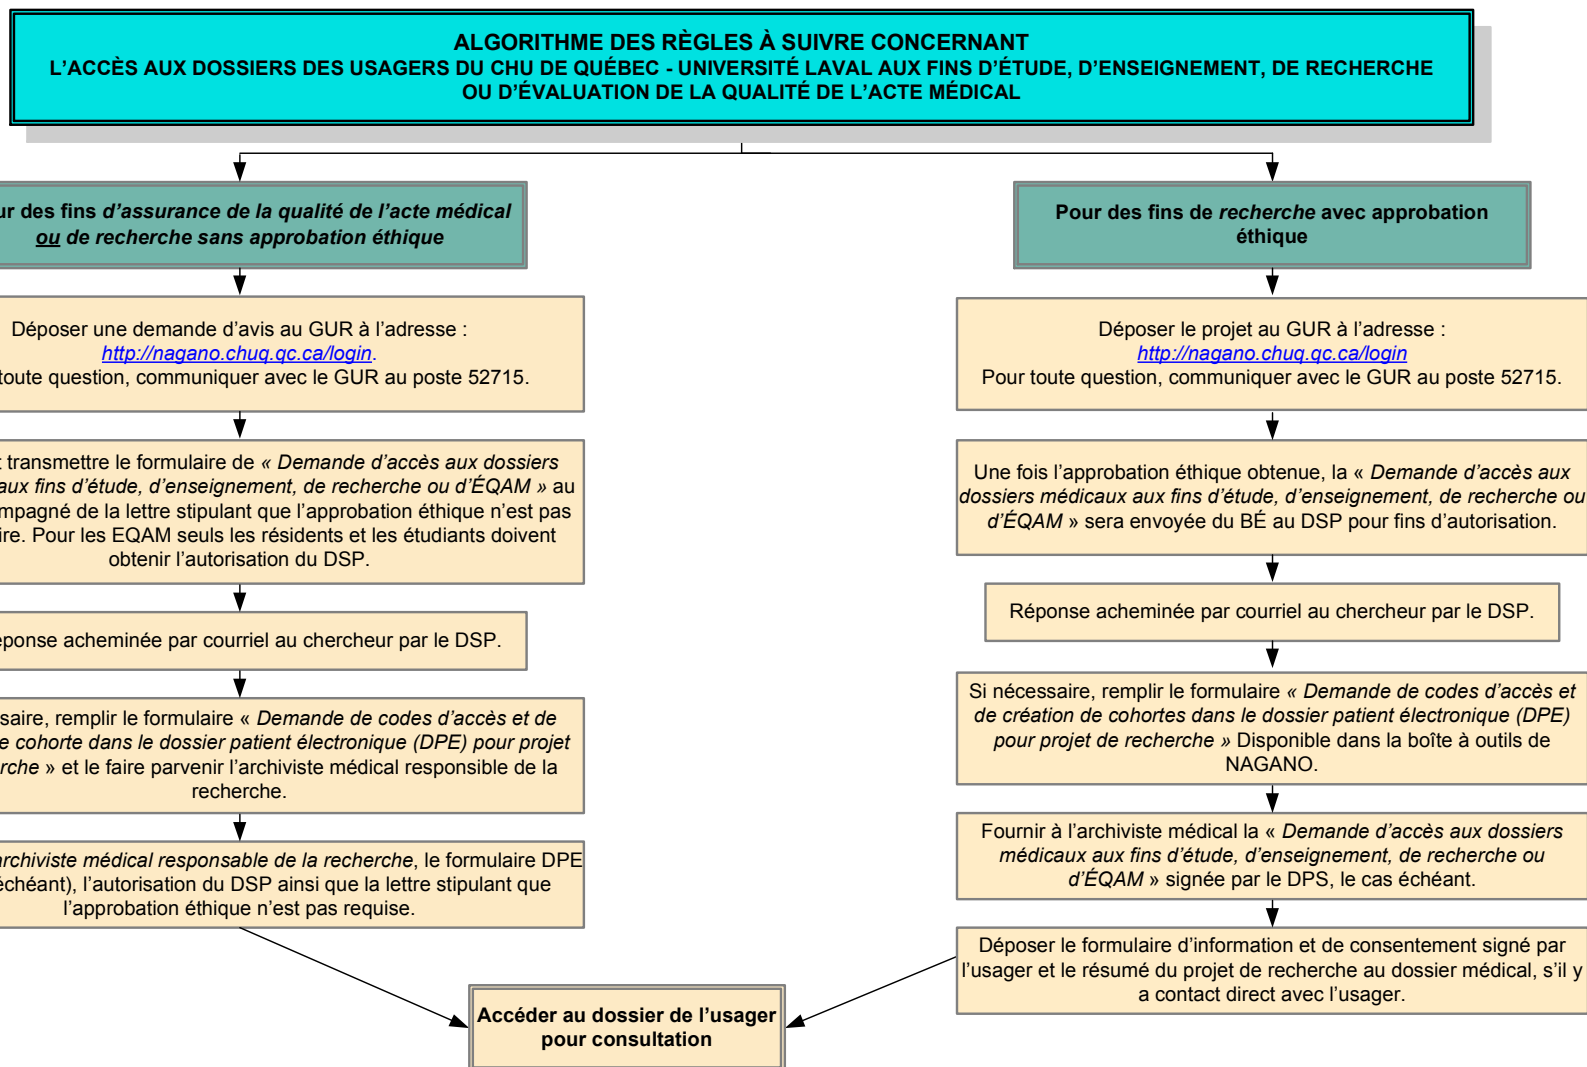 ALGORITHME DES RÈGLES À SUIVRE CONCERNANT
L'ACCÈS AUX DOSSIERS DES USAGERS DU CHU DE QUÉBEC - UNIVERSITÉ LAVAL AUX FINS D'ÉTUDE, D'ENSEIGNEMENT, DE RECHERCHE
OU D'ÉVALUATION DE LA QUALITÉ DE L'ACTE MÉDICAL
des fins d'assurance de la qualité de l'acte médical
ou de recherche sans approbation éthique
Déposer une demande d'avis au GUR à l'adresse :
http://nagano.chuq.qc.ca/login.
toute question, communiquer avec le GUR au poste 52715.
transmettre le formulaire de « Demande d'accès aux dossiers
aux fins d'étude, d'enseignement, de recherche ou d'ÉQAM » au
de la lettre stipulant que l'approbation éthique n'est pas
Pour les EQAM seuls les résidents et les étudiants doivent
obtenir l'autorisation du DSP.
acheminée par courriel au chercheur par le DSP.
remplir le formulaire « Demande de codes d'accès et de
cohorte dans le dossier patient électronique (DPE) pour projet
» et le faire parvenir l'archiviste médical responsible de la
recherche.
archiviste médical responsable de la recherche, le formulaire DPE
échéant), l'autorisation du DSP ainsi que la lettre stipulant que
l'approbation éthique n'est pas requise.
Pour des fins de recherche avec approbation
éthique
Déposer le projet au GUR à l'adresse :
http://nagano.chuq.qc.ca/login
Pour toute question, communiquer avec le GUR au poste 52715.
Une fois l'approbation éthique obtenue, la « Demande d'accès aux
dossiers médicaux aux fins d'étude, d'enseignement, de recherche ou
d'ÉQAM » sera envoyée du BÉ au DSP pour fins d'autorisation.
Réponse acheminée par courriel au chercheur par le DSP.
Si nécessaire, remplir le formulaire « Demande de codes d'accès et
de création de cohortes dans le dossier patient électronique (DPE)
pour projet de recherche » Disponible dans la boîte à outils de
NAGANO.
Fournir à l'archiviste médical la « Demande d'accès aux dossiers
médicaux aux fins d'étude, d'enseignement, de recherche ou
d'ÉQAM » signée par le DPS, le cas échéant.
Déposer le formulaire d'information et de consentement signé par
l'usager et le résumé du projet de recherche au dossier médical, s'il y
a contact direct avec l'usager.
Accéder au dossier de l'usager
pour consultation